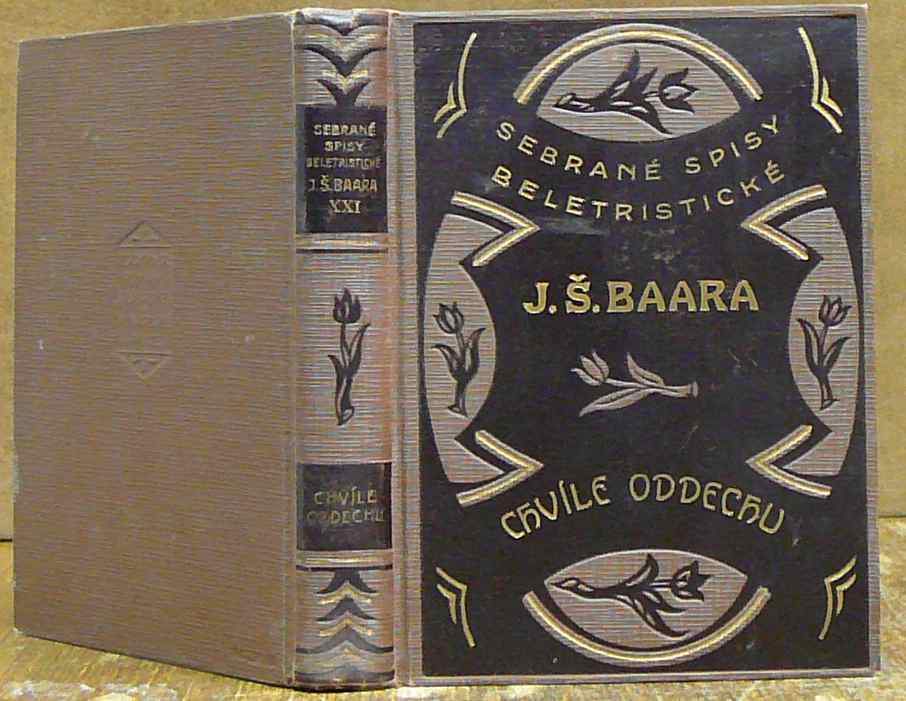 SEBRANÉ
SPISY
BELETRISTICKÉ
J.Š.BAARA
XXI
CHVÍLE
ODDECHU
SEBRANÉ SPISY
BELETRISTICKÉ
J.Š.BAARA
CHVÍLE ODDECHU